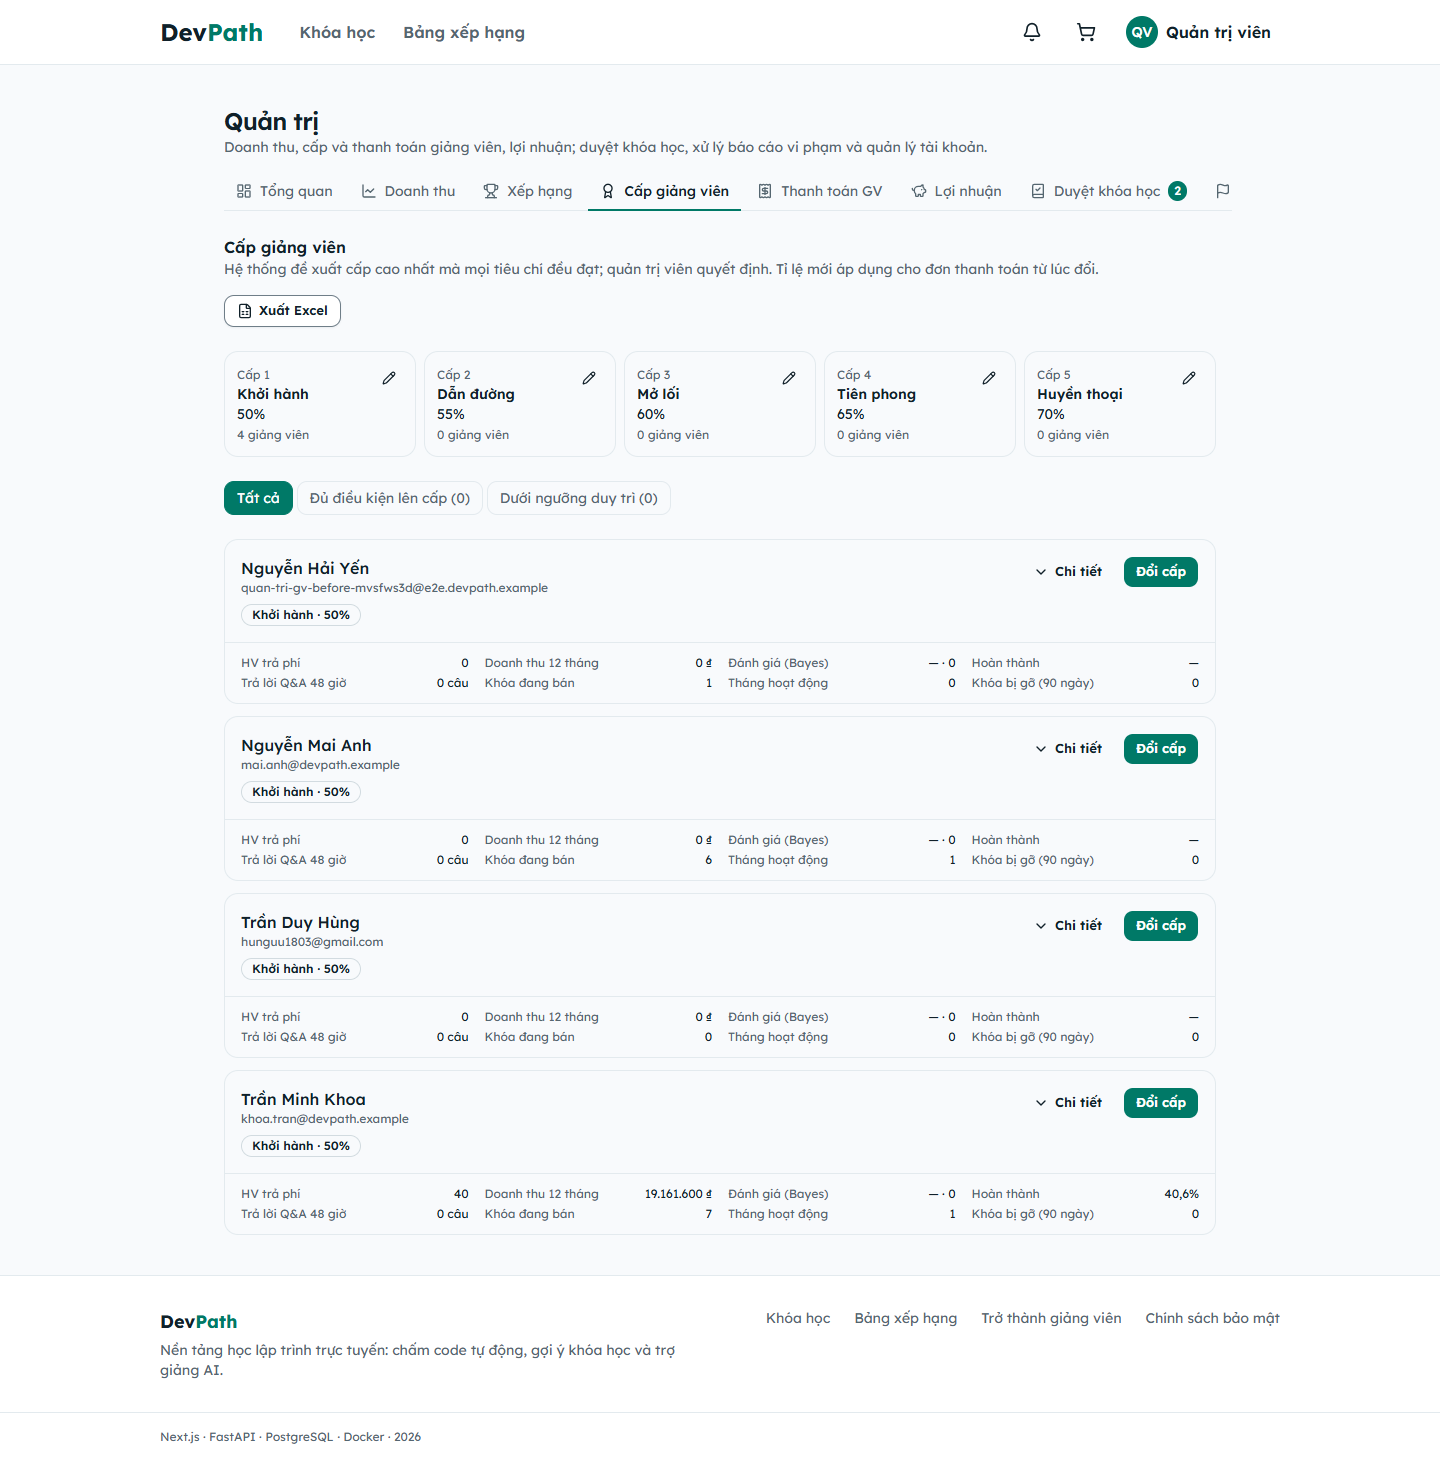 DevPath
Khóa học
Bảng xếp hạng
QV
Quản trị viên
Quản trị
Doanh thu, cấp và thanh toán giảng viên, lợi nhuận; duyệt khóa học, xử lý báo cáo vi phạm và quản lý tài khoản.
Tổng quan
Doanh thu
Xếp hạng
Cấp giảng viên
Thanh toán GV
Lợi nhuận
Duyệt khóa học 2
Cấp giảng viên
Hệ thống đề xuất cấp cao nhất mà mọi tiêu chí đều đạt; quản trị viên quyết định. Tỉ lệ mới áp dụng cho đơn thanh toán từ lúc đổi.
Xuất Excel
Cấp 1
Khởi hành
50%
4 giảng viên
Cấp 2
Dẫn đường
55%
0 giảng viên
Cấp 3
Mở lối
60%
0 giảng viên
Cấp 4
Tiên phong
65%
0 giảng viên
Cấp 5
Huyền thoại
70%
0 giảng viên
Tất cả
Đủ điều kiện lên cấp (0)
Dưới ngưỡng duy trì (0)
Nguyễn Hải Yến
quan-tri-gv-before-mvsfws3d@e2e.devpath.example
Khởi hành · 50%
Chi tiết
Đổi cấp
HV trả phí 0
Doanh thu 12 tháng 0 ₫
Đánh giá (Bayes) — · 0
Hoàn thành —
Trả lời Q&A 48 giờ 0 câu
Khóa đang bán 1
Tháng hoạt động 0
Khóa bị gỡ (90 ngày) 0
Nguyễn Mai Anh
mai.anh@devpath.example
Khởi hành · 50%
Chi tiết
Đổi cấp
HV trả phí 0
Doanh thu 12 tháng 0 ₫
Đánh giá (Bayes) — · 0
Hoàn thành —
Trả lời Q&A 48 giờ 0 câu
Khóa đang bán 6
Tháng hoạt động 1
Khóa bị gỡ (90 ngày) 0
Trần Duy Hùng
hunguu1803@gmail.com
Khởi hành · 50%
Chi tiết
Đổi cấp
HV trả phí 0
Doanh thu 12 tháng 0 ₫
Đánh giá (Bayes) — · 0
Hoàn thành —
Trả lời Q&A 48 giờ 0 câu
Khóa đang bán 0
Tháng hoạt động 0
Khóa bị gỡ (90 ngày) 0
Trần Minh Khoa
khoa.tran@devpath.example
Khởi hành · 50%
Chi tiết
Đổi cấp
HV trả phí 40
Doanh thu 12 tháng 19.161.600 ₫
Đánh giá (Bayes) — · 0
Hoàn thành 40,6%
Trả lời Q&A 48 giờ 0 câu
Khóa đang bán 7
Tháng hoạt động 1
Khóa bị gỡ (90 ngày) 0
DevPath
Nền tảng học lập trình trực tuyến: chấm code tự động, gợi ý khóa học và trợ
giảng AI.
Khóa học
Bảng xếp hạng
Trở thành giảng viên
Chính sách bảo mật
Next.js · FastAPI · PostgreSQL · Docker · 2026